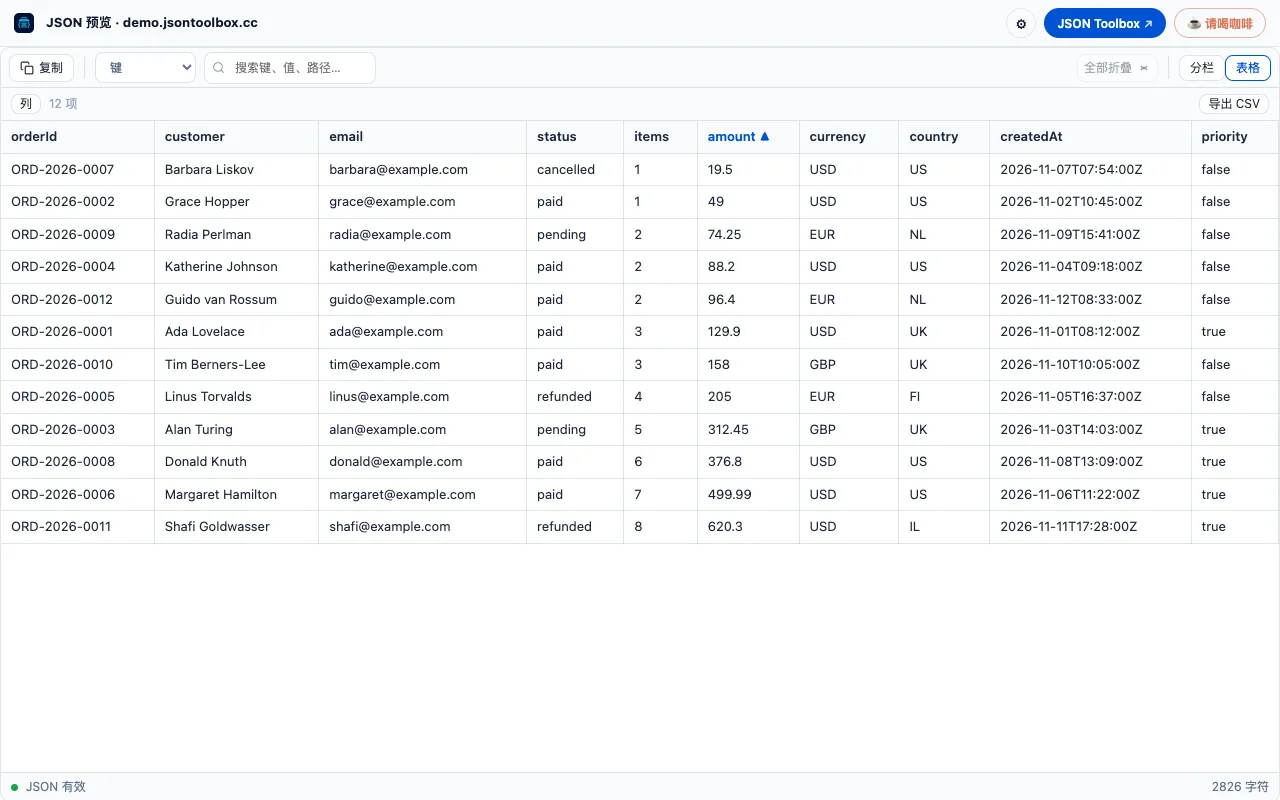 JSON 预览 · demo.jsontoolbox.cc JSON Toolbox ↗ ☕ 请喝咖啡
复制 键 搜索键、值、路径... 全部折叠 分栏 表格
列 12 项 导出 CSV
orderId customer email status items amount ▲ currency country createdAt priority
ORD-2026-0007 Barbara Liskov barbara@example.com cancelled 1 19.5 USD US 2026-11-07T07:54:00Z false
ORD-2026-0002 Grace Hopper grace@example.com paid 1 49 USD US 2026-11-02T10:45:00Z false
ORD-2026-0009 Radia Perlman radia@example.com pending 2 74.25 EUR NL 2026-11-09T15:41:00Z false
ORD-2026-0004 Katherine Johnson katherine@example.com paid 2 88.2 USD US 2026-11-04T09:18:00Z false
ORD-2026-0012 Guido van Rossum guido@example.com paid 2 96.4 EUR NL 2026-11-12T08:33:00Z false
ORD-2026-0001 Ada Lovelace ada@example.com paid 3 129.9 USD UK 2026-11-01T08:12:00Z true
ORD-2026-0010 Tim Berners-Lee tim@example.com paid 3 158 GBP UK 2026-11-10T10:05:00Z false
ORD-2026-0005 Linus Torvalds linus@example.com refunded 4 205 EUR FI 2026-11-05T16:37:00Z false
ORD-2026-0003 Alan Turing alan@example.com pending 5 312.45 GBP UK 2026-11-03T14:03:00Z true
ORD-2026-0008 Donald Knuth donald@example.com paid 6 376.8 USD US 2026-11-08T13:09:00Z true
ORD-2026-0006 Margaret Hamilton margaret@example.com paid 7 499.99 USD US 2026-11-06T11:22:00Z true
ORD-2026-0011 Shafi Goldwasser shafi@example.com refunded 8 620.3 USD IL 2026-11-11T17:28:00Z true
JSON 有效 2826 字符